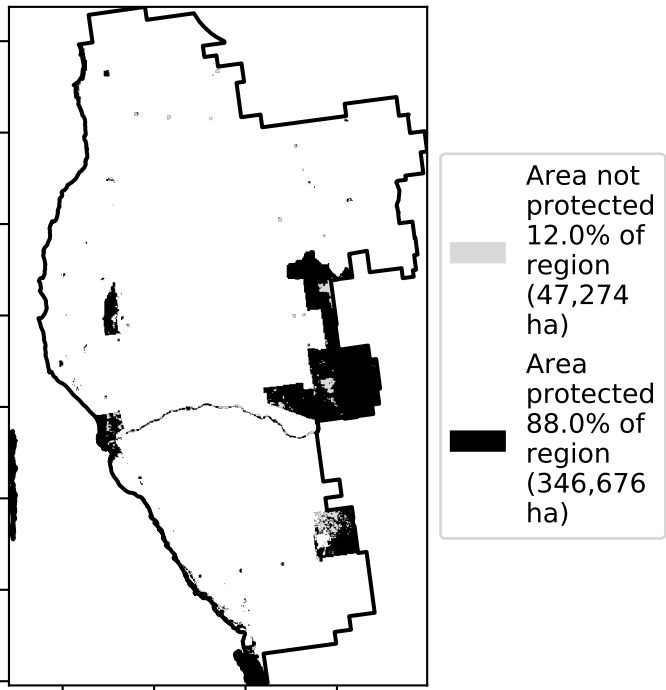 Area not
protected
12.0% of
region
(47,274
ha)
Area
protected
88.0% of
region
(346,676
ha)